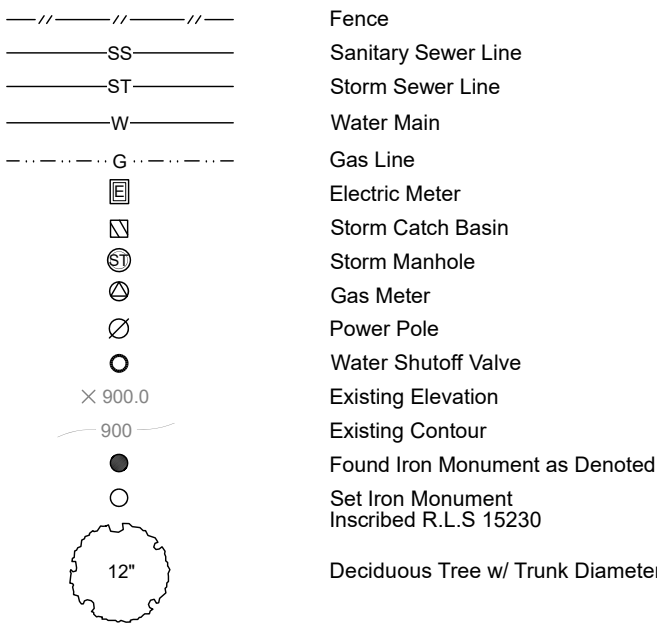 // // // Fence
SS Sanitary Sewer Line
ST Storm Sewer Line
W Water Main
G Gas Line
E Electric Meter
Storm Catch Basin
ST Storm Manhole
Gas Meter
Power Pole
Water Shutoff Valve
900.0 Existing Elevation
900 Existing Contour
Found Iron Monument as Denoted
Set Iron Monument
Inscribed R.L.S 15230
12" Deciduous Tree w/ Trunk Diameter